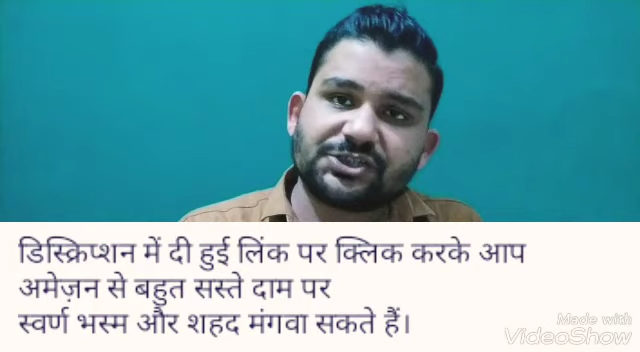 डिस्क्रिप्शन में दी हुई लिंक पर क्लिक करके आप
अमेज़न से बहुत सस्ते दाम पर
स्वर्ण भस्म और शहद मंगवा सकते हैं।
Made with
VideoShow